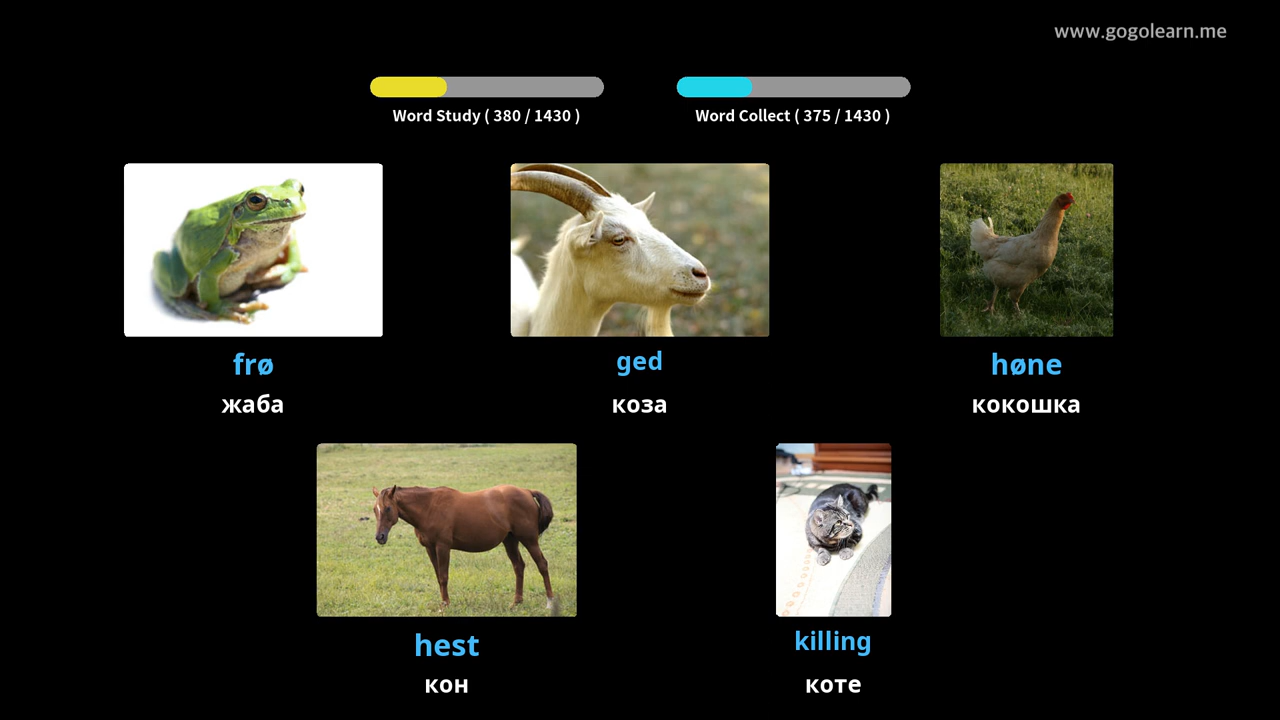 www.gogolearn.me
Word Study ( 380 / 1430 )
Word Collect ( 375 / 1430 )
frø
ged
høne
жаба
коза
кокошка
hest
killing
кон
коте